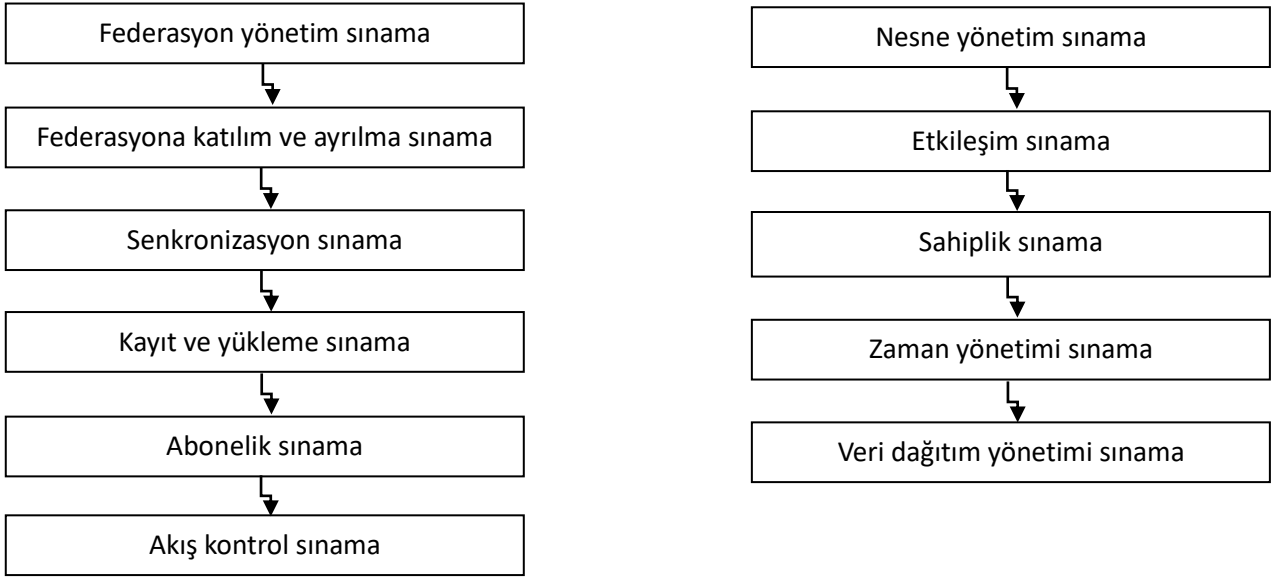 Federasyon yönetim sınama
Federasyona katılım ve ayrılma sınama
Senkronizasyon sınama
Kayıt ve yükleme sınama
Abonelik sınama
Akış kontrol sınama
Nesne yönetim sınama
Etkileşim sınama
Sahiplik sınama
Zaman yönetimi sınama
Veri dağıtım yönetimi sınama